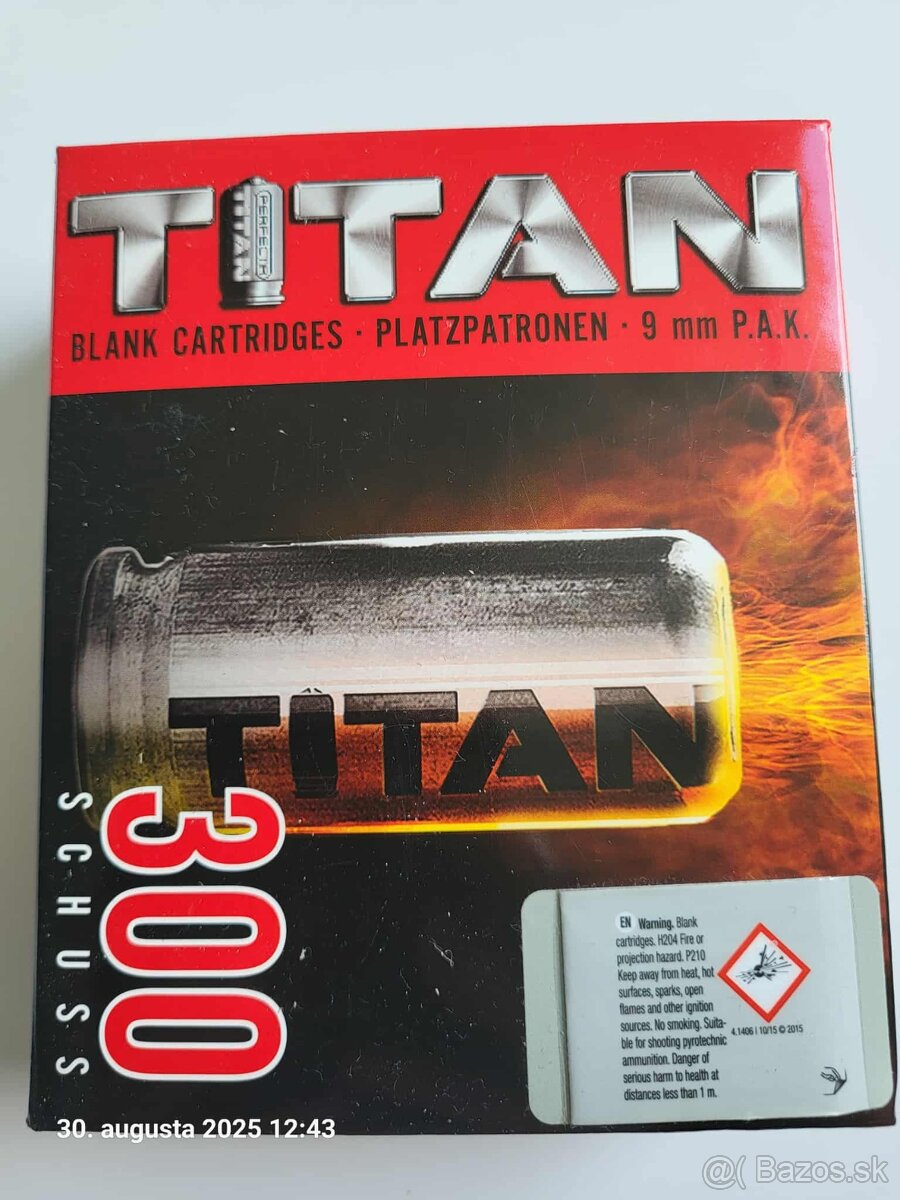 TITAN
TITAN
PERFECTA
BLANK CARTRIDGES · PLATZPATRONEN · 9 mm P.A.K.
TITAN
300
SCHUSS
EN Warning. Blank
cartridges. H204 Fire or
projection hazard. P210
Keep away from heat, hot
surfaces, sparks, open
flames and other ignition
sources. No smoking. Suita-
ble for shooting pyrotechnic
ammunition. Danger of
serious harm to health at
distances less than 1 m.
4.1406 | 10/15 © 2015
30. augusta 2025 12:43
@( Bazos.sk